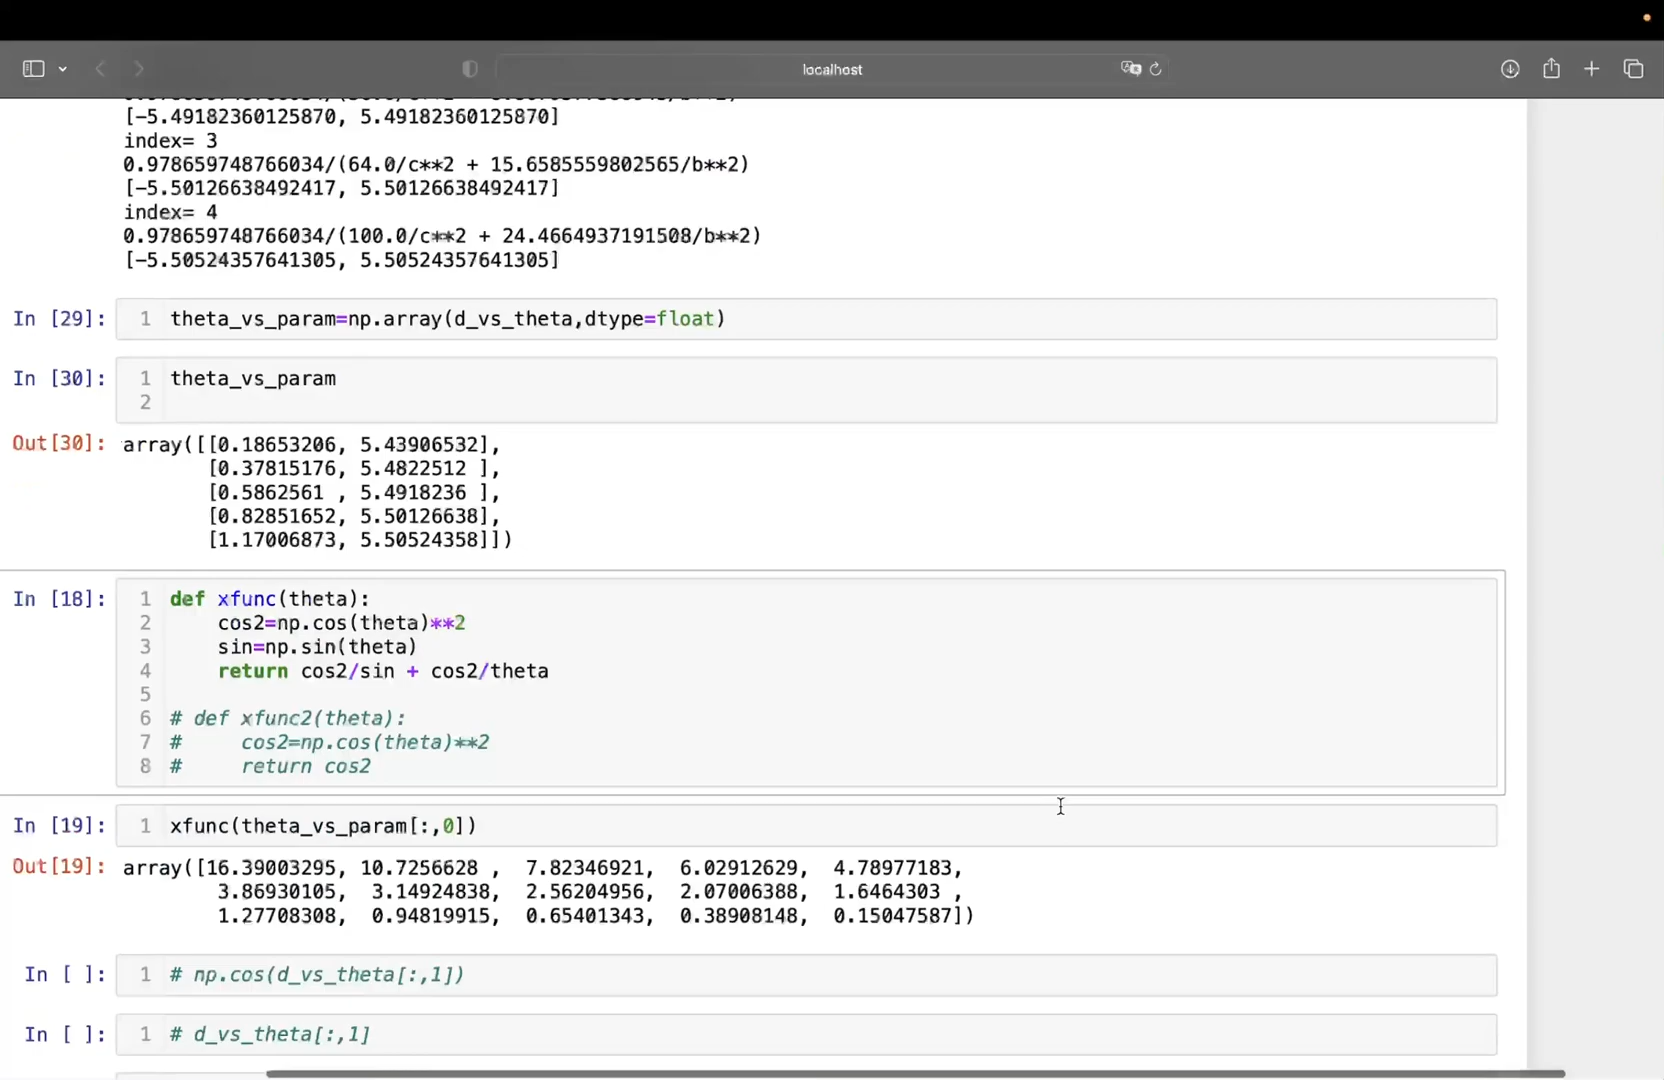 localhost
[-5.49182360125870, 5.49182360125870]
index= 3
0.978659748766034/(64.0/c**2 + 15.6585559802565/b**2)
[-5.50126638492417, 5.50126638492417]
index= 4
0.978659748766034/(100.0/c**2 + 24.4664937191508/b**2)
[-5.50524357641305, 5.50524357641305]
In [29]: 1 theta_vs_param=np.array(d_vs_theta,dtype=float)
In [30]: 1 theta_vs_param
2
Out[30]: array([[0.18653206, 5.43906532],
[0.37815176, 5.4822512 ],
[0.5862561 , 5.4918236 ],
[0.82851652, 5.50126638],
[1.17006873, 5.50524358]])
In [18]: 1 def xfunc(theta):
2 cos2=np.cos(theta)**2
3 sin=np.sin(theta)
4 return cos2/sin + cos2/theta
5
6 # def xfunc2(theta):
7 # cos2=np.cos(theta)**2
8 # return cos2
In [19]: 1 xfunc(theta_vs_param[:,0])
Out[19]: array([16.39003295, 10.7256628 , 7.82346921, 6.02912629, 4.78977183,
3.86930105, 3.14924838, 2.56204956, 2.07006388, 1.6464303 ,
1.27708308, 0.94819915, 0.65401343, 0.38908148, 0.15047587])
In [ ]: 1 # np.cos(d_vs_theta[:,1])
In [ ]: 1 # d_vs_theta[:,1]